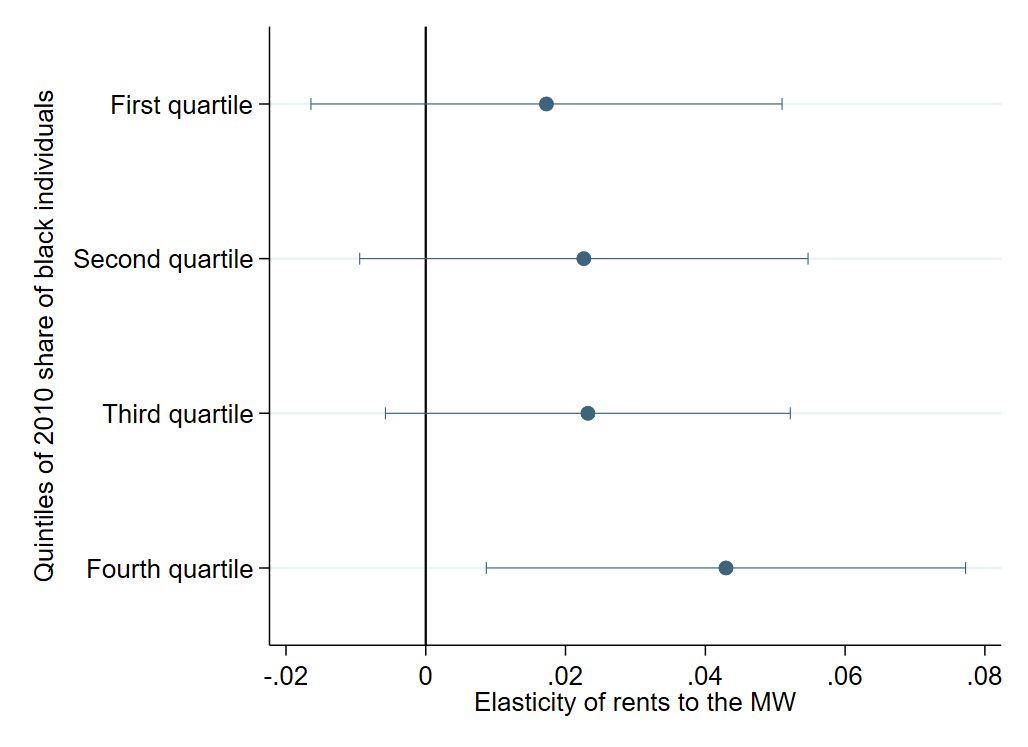 Quintiles of 2010 share of black individuals
First quartile
Second quartile
Third quartile
Fourth quartile
-.02 0 .02 .04 .06 .08
Elasticity of rents to the MW